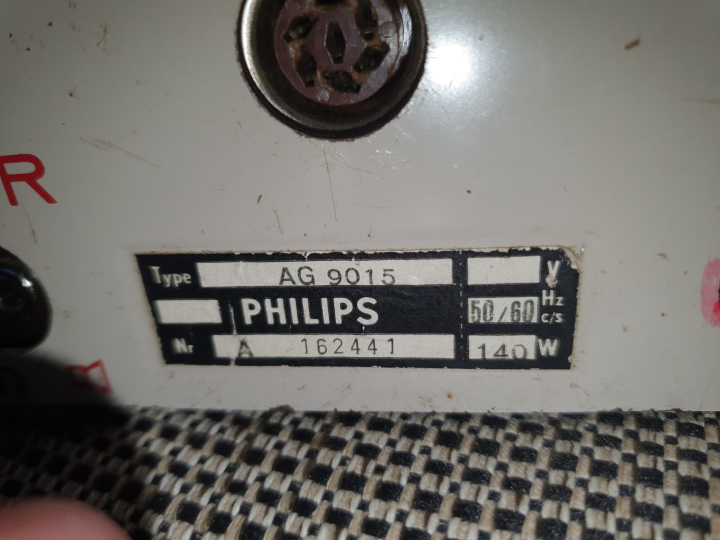 R
Type AG 9015 V
PHILIPS 50/60 Hz c/s
Nr A 162441 140 W